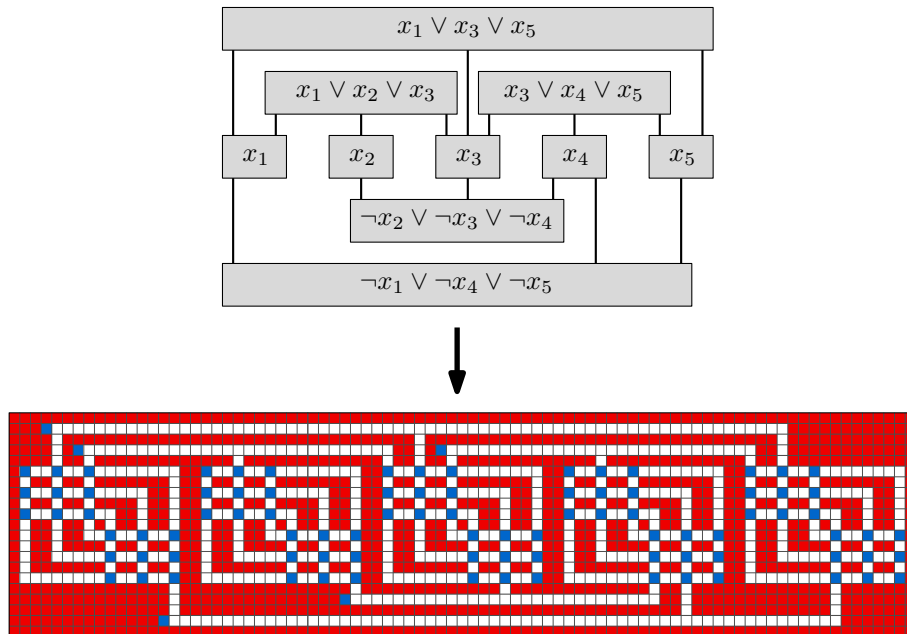 x₁ ∨ x₃ ∨ x₅
x₁ ∨ x₂ ∨ x₃ x₃ ∨ x₄ ∨ x₅
x₁ x₂ x₃ x₄ x₅
¬x₂ ∨ ¬x₃ ∨ ¬x₄
¬x₁ ∨ ¬x₄ ∨ ¬x₅